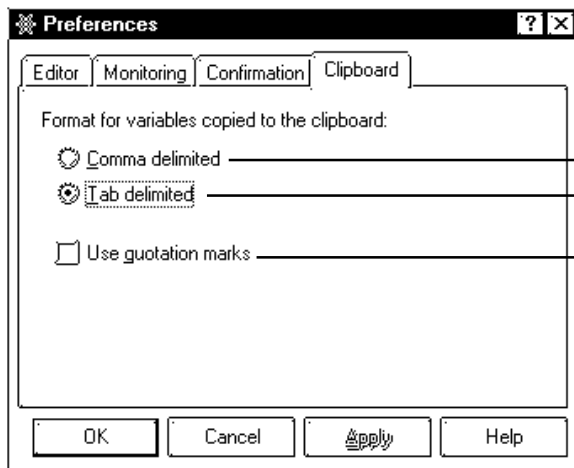 Preferences
? X
Editor Monitoring Confirmation Clipboard
Format for variables copied to the clipboard:
Comma delimited
Tab delimited
Use guotation marks
OK Cancel Apply Help